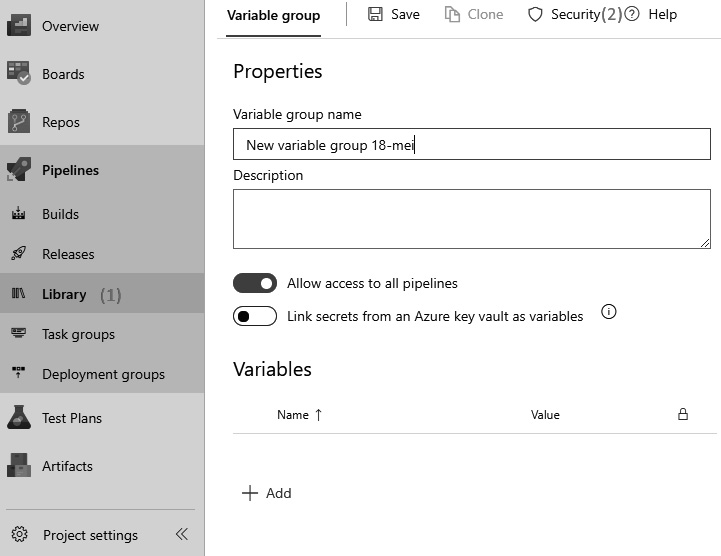 Overview
Boards
Repos
Pipelines
Builds
Releases
Library (1)
Task groups
Deployment groups
Test Plans
Artifacts
Project settings
Variable group
Save
Clone
Security(2)
Help
Properties
Variable group name
New variable group 18-mei
Description
Allow access to all pipelines
Link secrets from an Azure key vault as variables
Variables
Name ↑ Value
Add